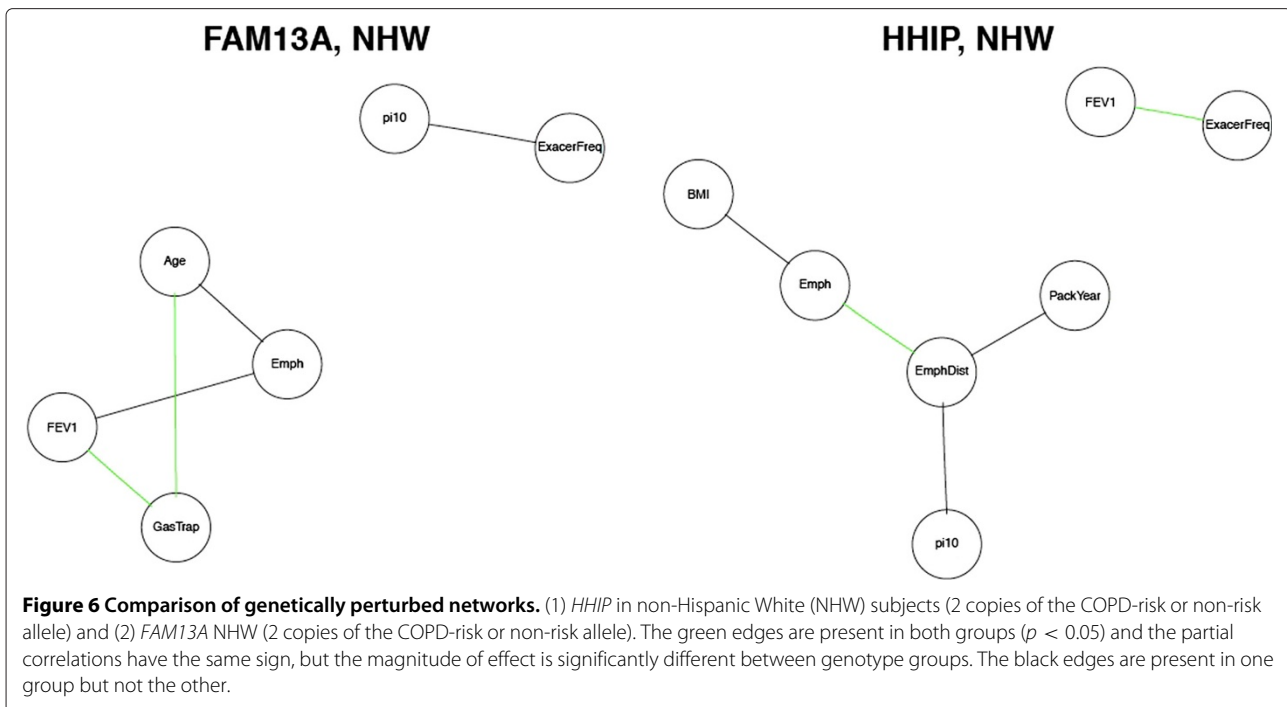 FAM13A, NHW
pi10
ExacerFreq
Age
Emph
FEV1
GasTrap
HHIP, NHW
FEV1
ExacerFreq
BMI
Emph
PackYear
EmphDist
pi10
Figure 6 Comparison of genetically perturbed networks. (1) HHIP in non-Hispanic White (NHW) subjects (2 copies of the COPD-risk or non-risk
allele) and (2) FAM13A NHW (2 copies of the COPD-risk or non-risk allele). The green edges are present in both groups (p < 0.05) and the partial
correlations have the same sign, but the magnitude of effect is significantly different between genotype groups. The black edges are present in one
group but not the other.